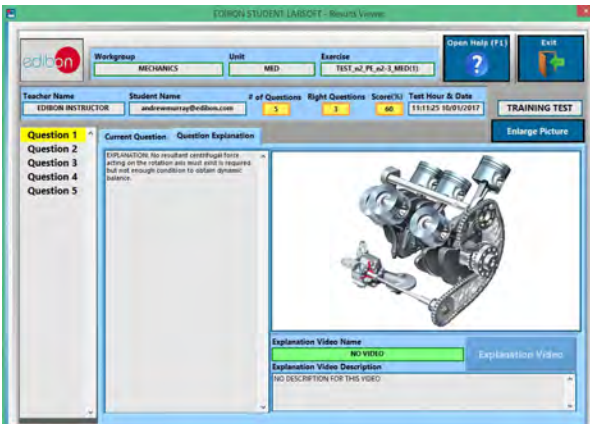 EDIBON STUDENT LABSOFT - Results Viewer
edibon
Workgroup
MECHANICS
Unit
MED
Exercise
TEST_n2_PE_n2-3_MED(1)
Open Help (F1)
?
Exit
Teacher Name
EDIBON INSTRUCTOR
Student Name
andrewmurray@edibon.com
# of Questions
5
Right Questions
3
Score(%)
60
Test Hour & Date
11:11:25 10/01/2017
TRAINING TEST
Enlarge Picture
Question 1
Question 2
Question 3
Question 4
Question 5
Current Question
Question Explanation
EXPLANATION: No resultant centrifugal force
acting on the rotation axis must exist is required
but not enough condition to obtain dynamic
balance.
Explanation Video Name
NO VIDEO
Explanation Video
Explanation Video Description
NO DESCRIPTION FOR THIS VIDEO